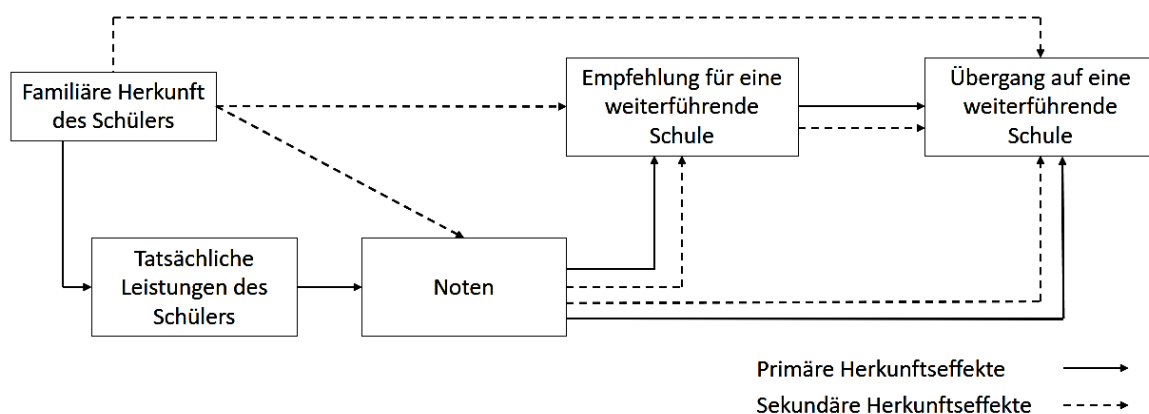 Familiäre Herkunft
des Schülers
Empfehlung für eine
weiterführende
Schule
Übergang auf eine
weiterführende
Schule
Tatsächliche
Leistungen des
Schülers
Noten
Primäre Herkunftseffekte
Sekundäre Herkunftseffekte